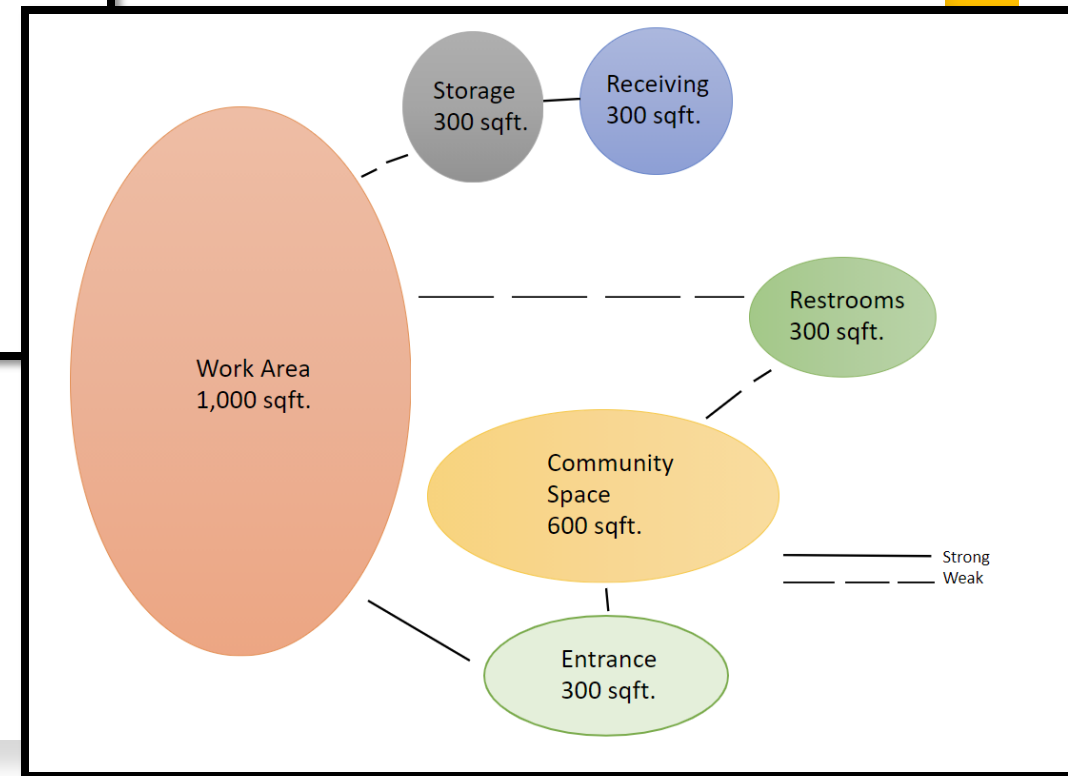 Storage
300 sqft.
Receiving
300 sqft.
Restrooms
300 sqft.
Work Area
1,000 sqft.
Community
Space
600 sqft.
Strong
Weak
Entrance
300 sqft.